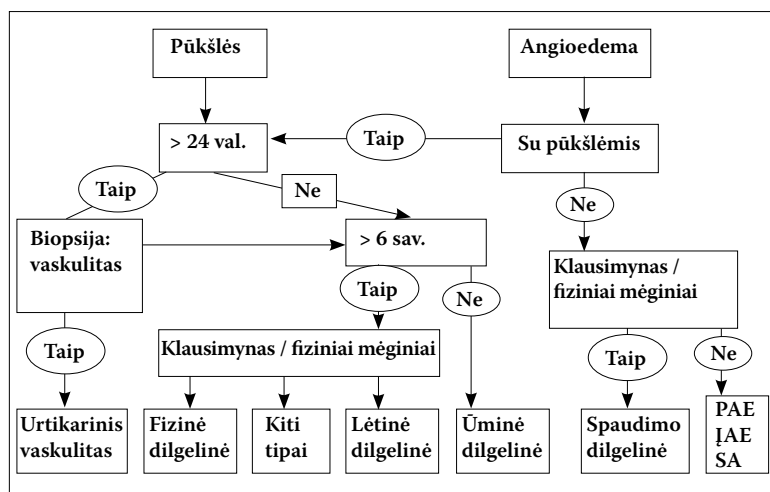 Pūkšlės
Angioedema
> 24 val.
Taip
Su pūkšlėmis
Taip
Ne
Ne
Biopsija:
vaskulitas
> 6 sav.
Klausimynas /
fiziniai mėginiai
Taip
Ne
Taip
Klausimynas / fiziniai mėginiai
Taip
Ne
Urtikarinis
vaskulitas
Fizinė
dilgelinė
Kiti
tipai
Lėtinė
dilgelinė
Ūminė
dilgelinė
Spaudimo
dilgelinė
PAE
ĮAE
SA